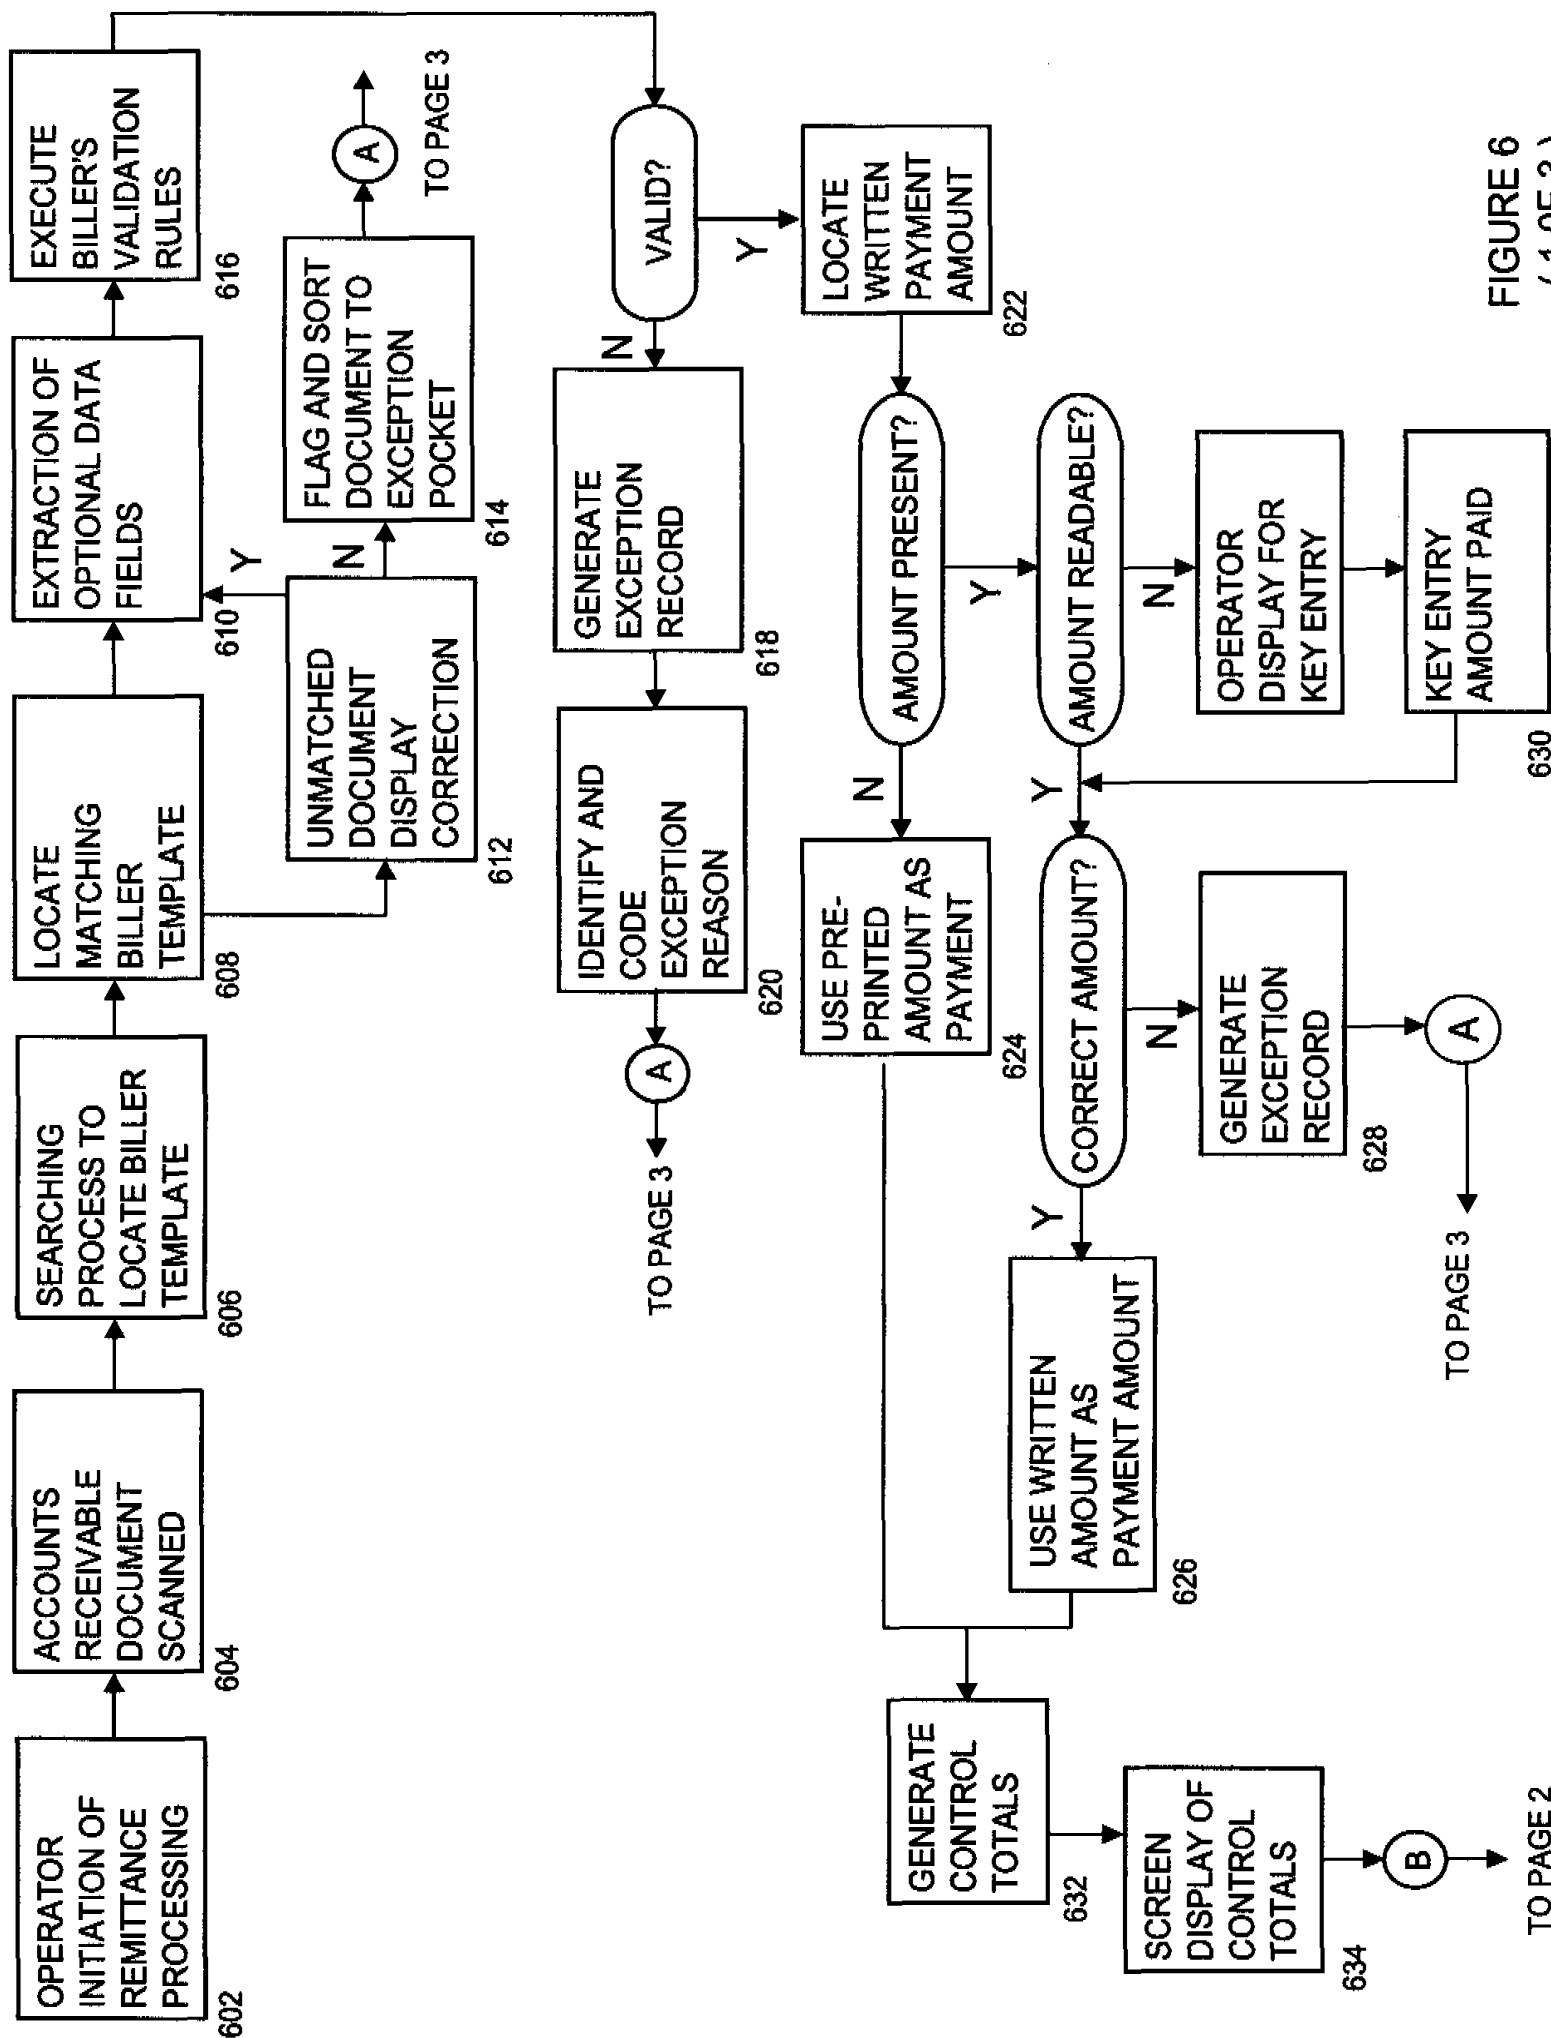 OPERATOR
INITIATION OF
REMITTANCE
PROCESSING
602
ACCOUNTS
RECEIVABLE
DOCUMENT
SCANNED
604
SEARCHING
PROCESS TO
LOCATE BILLER
TEMPLATE
606
LOCATE
MATCHING
BILLER
TEMPLATE
608
EXTRACTION OF
OPTIONAL DATA
FIELDS
610
Y
EXECUTE
BILLER'S
VALIDATION
RULES
616
UNMATCHED
DOCUMENT
DISPLAY
CORRECTION
612
N
FLAG AND SORT
DOCUMENT TO
EXCEPTION
POCKET
614
A
TO PAGE 3
VALID?
N
Y
GENERATE
EXCEPTION
RECORD
618
IDENTIFY AND
CODE
EXCEPTION
REASON
620
A
TO PAGE 3
LOCATE
WRITTEN
PAYMENT
AMOUNT
622
AMOUNT PRESENT?
N
Y
USE PRE-
PRINTED
AMOUNT AS
PAYMENT
624
AMOUNT READABLE?
Y
N
OPERATOR
DISPLAY FOR
KEY ENTRY
KEY ENTRY
AMOUNT PAID
630
CORRECT AMOUNT?
Y
N
GENERATE
EXCEPTION
RECORD
628
A
TO PAGE 3
USE WRITTEN
AMOUNT AS
PAYMENT AMOUNT
626
GENERATE
CONTROL
TOTALS
632
SCREEN
DISPLAY OF
CONTROL
TOTALS
634
B
TO PAGE 2
FIGURE 6
( 1 OF 3 )